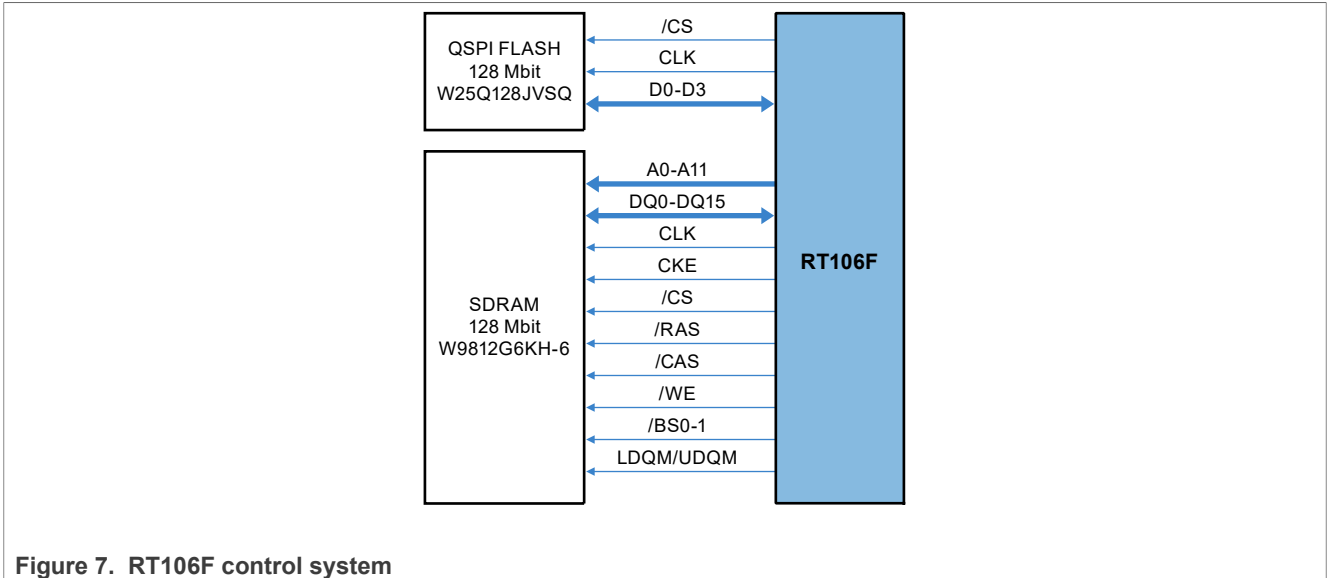 QSPI FLASH
128 Mbit
W25Q128JVSQ
/CS
CLK
D0-D3
SDRAM
128 Mbit
W9812G6KH-6
A0-A11
DQ0-DQ15
CLK
CKE
/CS
/RAS
/CAS
/WE
/BS0-1
LDQM/UDQM
RT106F
Figure 7. RT106F control system